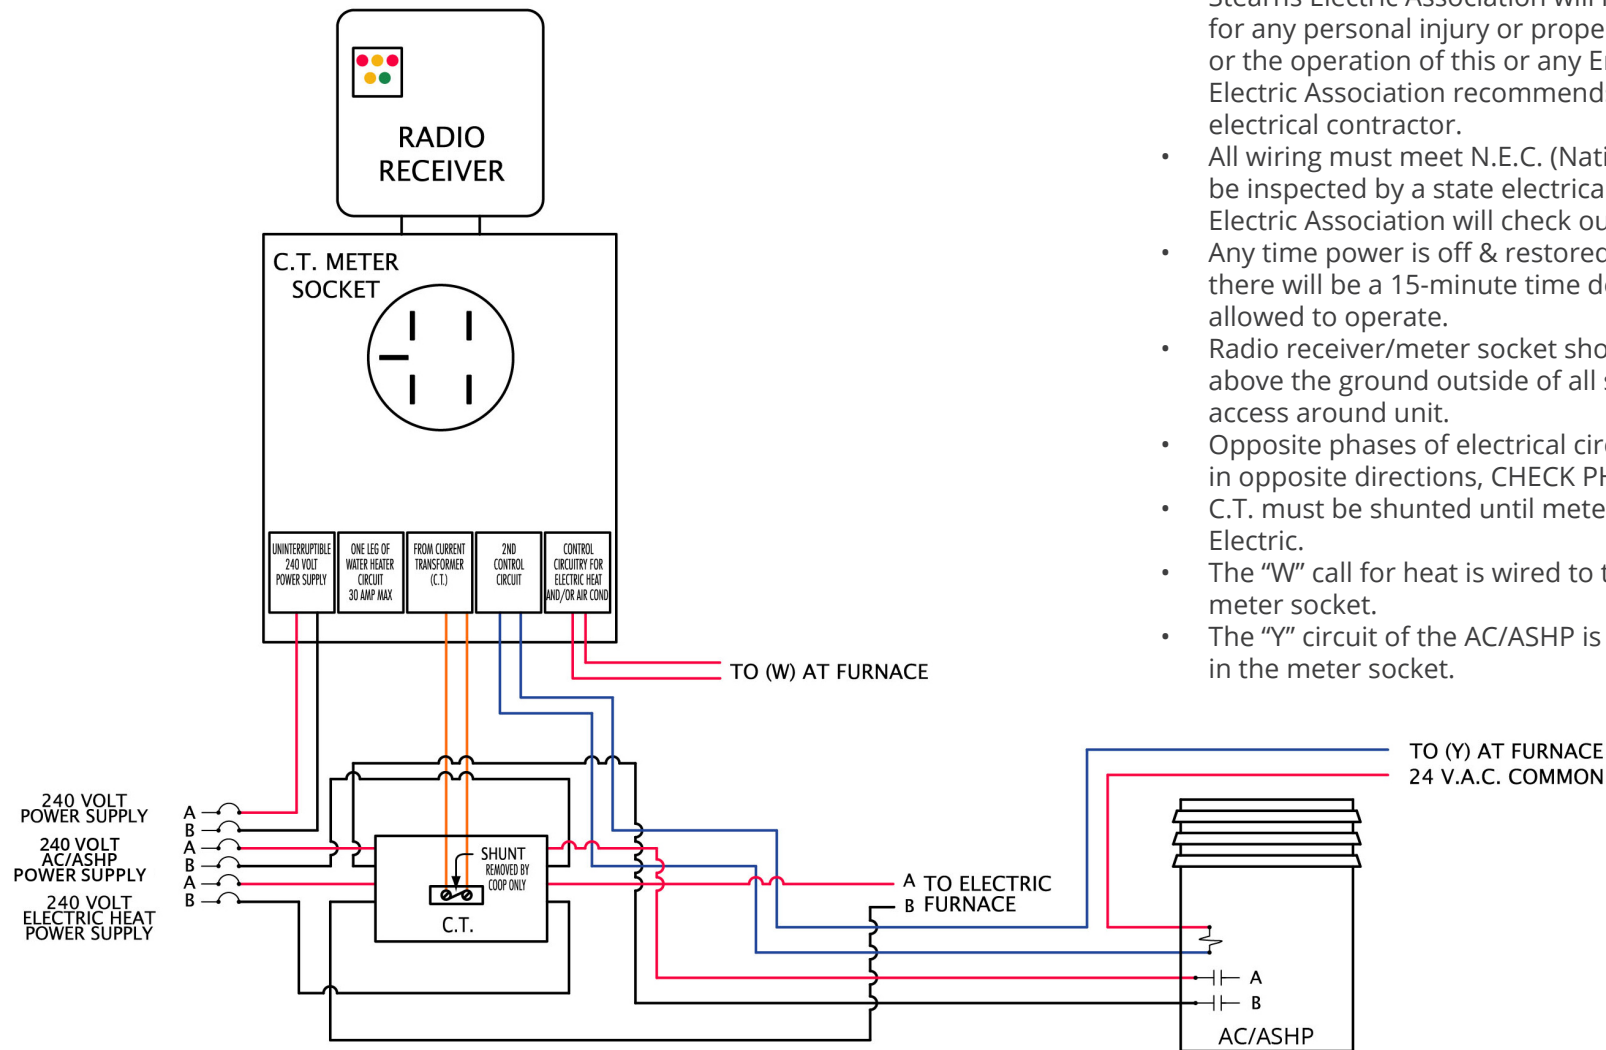 RADIO
RECEIVER
C.T. METER
SOCKET
UNINTERRUPTIBLE
240 VOLT
POWER SUPPLY
ONE LEG OF
WATER HEATER
CIRCUIT
30 AMP MAX
FROM CURRENT
TRANSFORMER
(C.T.)
2ND
CONTROL
CIRCUIT
CONTROL
CIRCUITRY FOR
ELECTRIC HEAT
AND/OR AIR COND
TO (W) AT FURNACE
240 VOLT
POWER SUPPLY
A
B
240 VOLT
AC/ASHP
POWER SUPPLY
A
B
240 VOLT
ELECTRIC HEAT
POWER SUPPLY
A
B
SHUNT
REMOVED BY
COOP ONLY
C.T.
A TO ELECTRIC
B FURNACE
TO (Y) AT FURNACE
24 V.A.C. COMMON
A
B
AC/ASHP
Stearns Electric Association will
for any personal injury or prope
or the operation of this or any E
Electric Association recommend
electrical contractor.
• All wiring must meet N.E.C. (Nati
be inspected by a state electrica
Electric Association will check ou
• Any time power is off & restored
there will be a 15-minute time de
allowed to operate.
• Radio receiver/meter socket sho
above the ground outside of all s
access around unit.
• Opposite phases of electrical circ
in opposite directions, CHECK PH
• C.T. must be shunted until mete
Electric.
• The “W” call for heat is wired to t
meter socket.
• The “Y” circuit of the AC/ASHP is
in the meter socket.